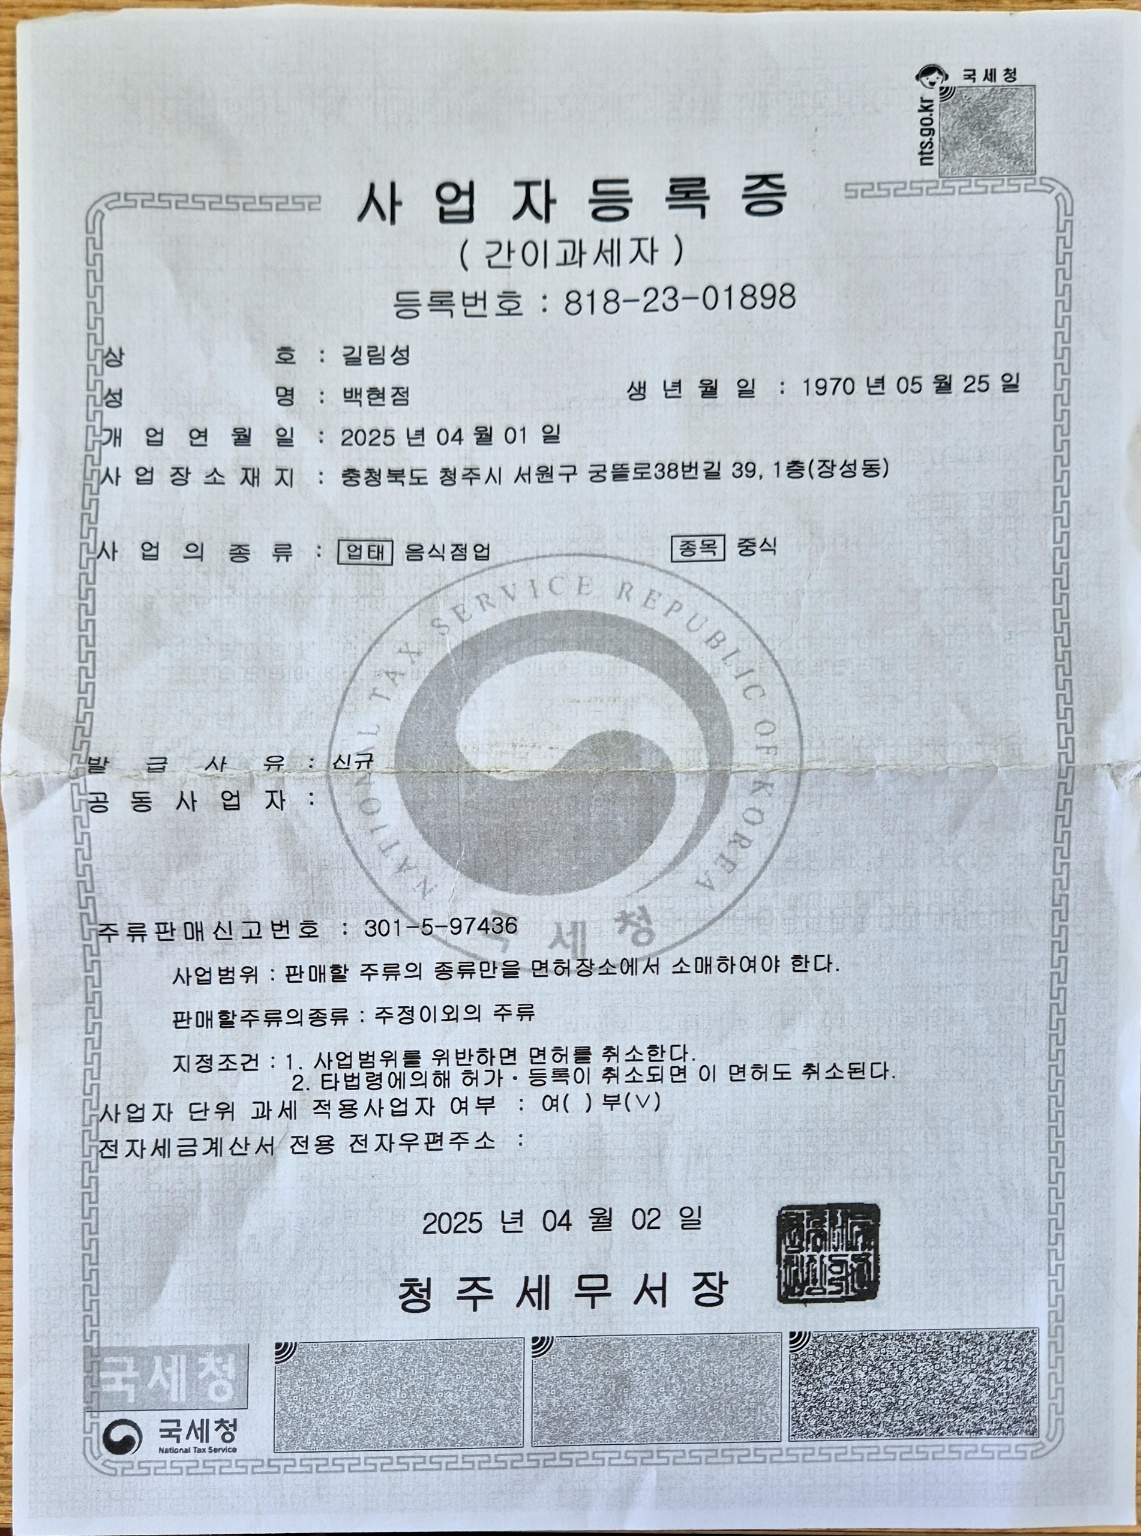 국세청
nts.go.kr
사업자등록증
(간이과세자)
등록번호 : 818-23-01898
상 호 : 길림성
성 명 : 백현점 생년월일 : 1970 년 05 월 25 일
개업연월일 : 2025 년 04 월 01 일
사업장소재지 : 충청북도 청주시 서원구 궁뜰로38번길 39, 1층(장성동)
사업의종류 : 업태 음식점업 종목 중식
NATIONAL TAX SERVICE REPUBLIC OF KOREA
발급사유 : 신규
공동사업자 :
국세청
주류판매신고번호 : 301-5-97436
사업범위 : 판매할 주류의 종류만을 면허장소에서 소매하여야 한다.
판매할주류의종류 : 주정이외의 주류
지정조건 : 1. 사업범위를 위반하면 면허를 취소한다.
2. 타법령에의해 허가·등록이 취소되면 이 면허도 취소된다.
사업자 단위 과세 적용사업자 여부 : 여( ) 부(∨)
전자세금계산서 전용 전자우편주소 :
2025 년 04 월 02 일
청주세무서장
국세청
국세청
National Tax Service